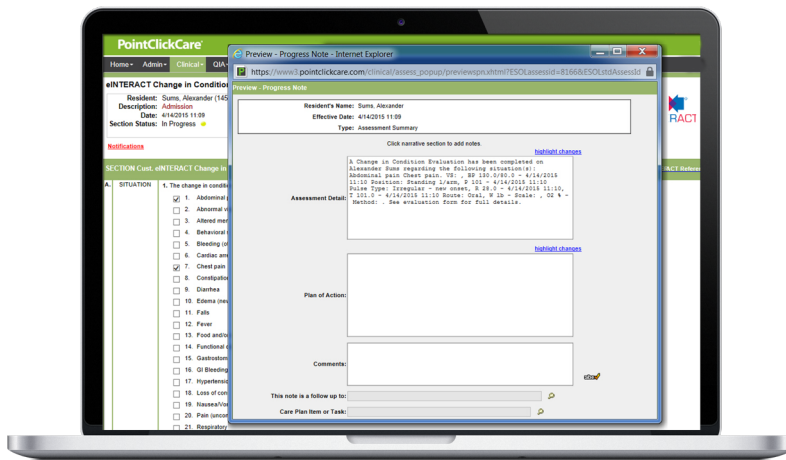 PointClickCare
Home Admin Clinical QIA
eINTERACT Change in Condition
Resident: Sums, Alexander (145
Description: Admission
Date: 4/14/2015 11:09
Section Status: In Progress
Notifications
SECTION Cust. eINTERACT Change in
A. SITUATION 1. The change in conditi
1. Abdominal p
2. Abnormal vi
3. Altered men
4. Behavioral s
5. Bleeding (o
6. Cardiac arr
7. Chest pain
8. Constipation
9. Diarrhea
10. Edema (new
11. Falls
12. Fever
13. Food and/o
14. Functional d
15. Gastrostom
16. GI Bleeding
17. Hypertensio
18. Loss of con
19. Nausea/Vo
20. Pain (uncon
21. Respiratory
RACT
Preview - Progress Note - Internet Explorer
https://www3.pointclickcare.com/clinical/assess_popup/previewspn.xhtml?ESOLassessid=8166&ESOLstdAssessId
Preview - Progress Note
Resident's Name: Sums, Alexander
Effective Date: 4/14/2015 11:09
Type: Assessment Summary
Click narrative section to add notes.
highlight changes
Assessment Detail:
A Change in Condition Evaluation has been completed on
Alexander Sums regarding the following situation(s):
Abdominal pain Chest pain. VS: , BP 130.0/80.0 - 4/14/2015
11:10 Position: Standing l/arm, P 101 - 4/14/2015 11:10
Pulse Type: Irregular - new onset, R 28.0 - 4/14/2015 11:10,
T 101.0 - 4/14/2015 11:10 Route: Oral, W lb - Scale: , O2 % -
Method: . See evaluation form for full details.
highlight changes
Plan of Action:
Comments:
abc
This note is a follow up to:
Care Plan Item or Task: